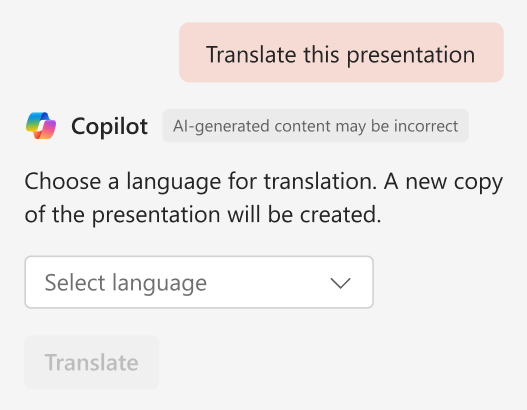 Translate this presentation
Copilot AI-generated content may be incorrect
Choose a language for translation. A new copy
of the presentation will be created.
Select language
Translate